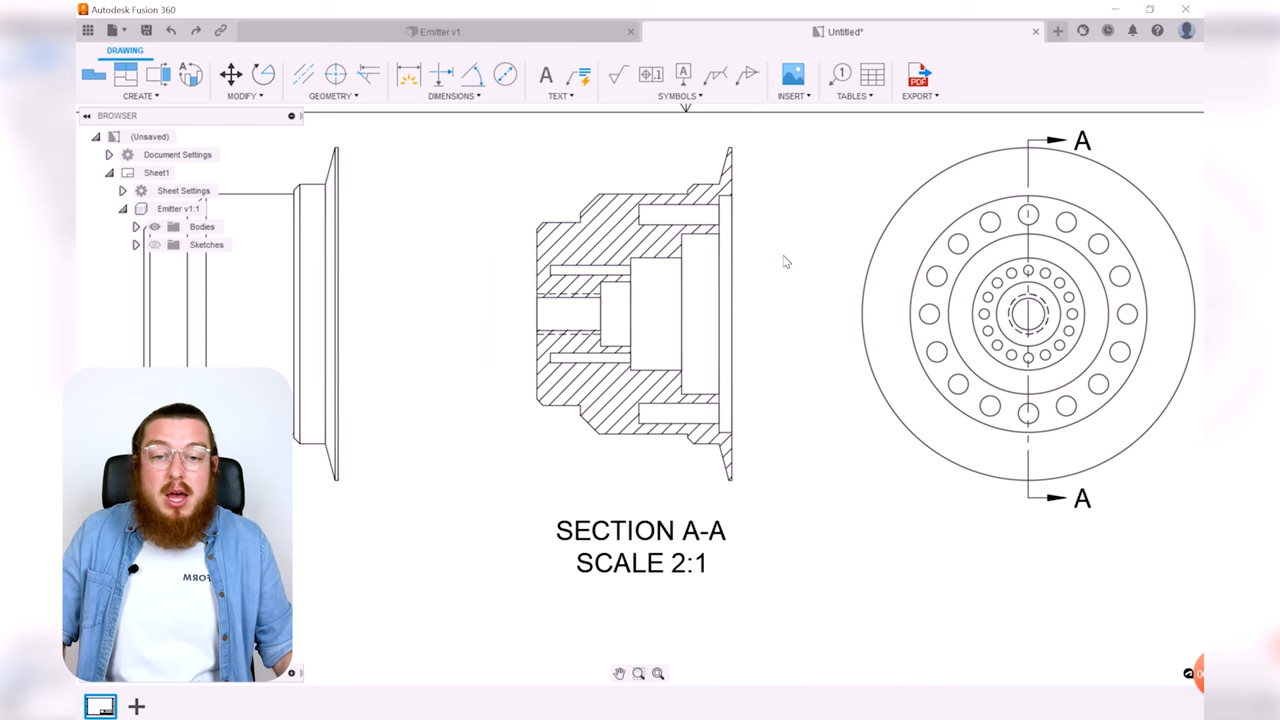 Autodesk Fusion 360
Emitter v1
Untitled*
DRAWING
CREATE
MODIFY
GEOMETRY
DIMENSIONS
TEXT
SYMBOLS
INSERT
TABLES
EXPORT
PDF
BROWSER
(Unsaved)
Document Settings
Sheet1
Sheet Settings
Emitter v1:1
Bodies
Sketches
A
A
SECTION A-A
SCALE 2:1